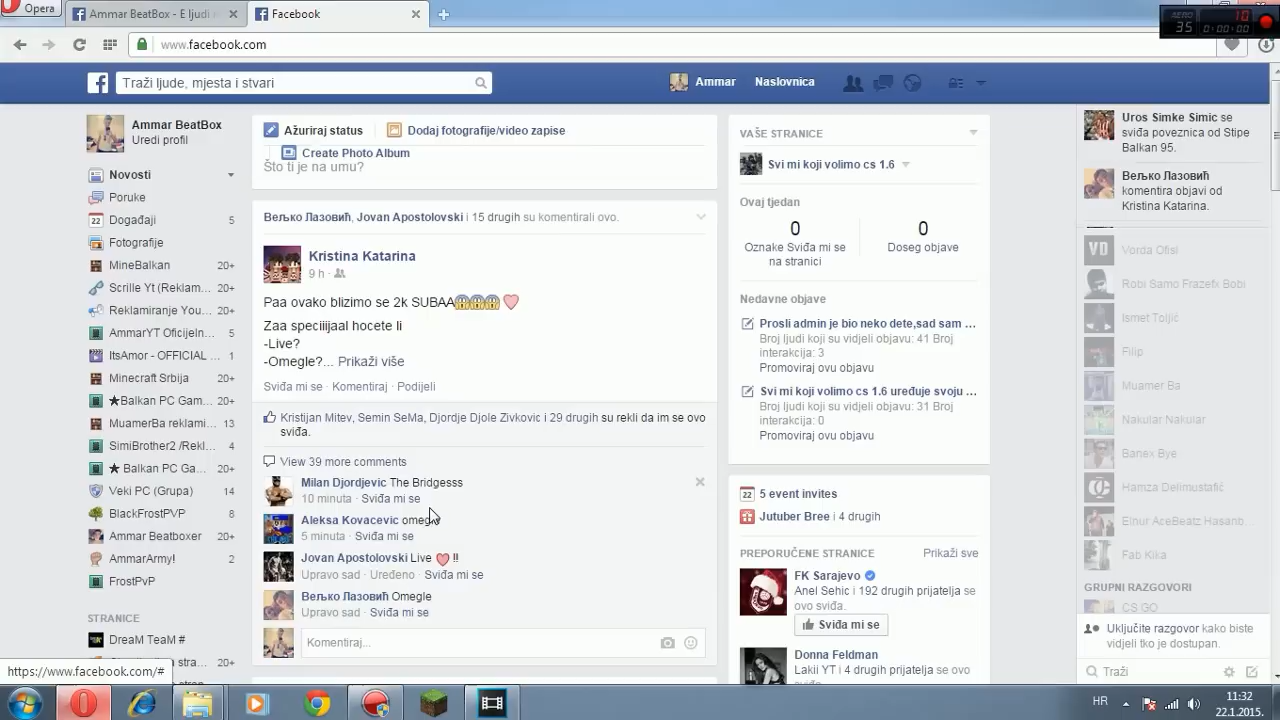 Opera
Ammar BeatBox - E ljudi n
Facebook
AERO
35
10
0:00:00
www.facebook.com
Traži ljude, mjesta i stvari
Ammar
Naslovnica
Ammar BeatBox
Uredi profil
Novosti
Poruke
Događaji 5
Fotografije
MineBalkan 20+
Scrille Yt (Reklam... 20+
Reklamiranje You... 20+
AmmarYT Oficijeln... 5
ItsAmor - OFFICIAL ... 1
Minecraft Srbija 20+
★Balkan PC Gam... 20+
MuamerBa reklami... 13
SimiBrother2 /Rekl... 4
★ Balkan PC Ga... 20+
Veki PC (Grupa) 14
BlackFrostPVP 8
Ammar Beatboxer 20+
AmmarArmy! 2
FrostPvP
STRANICE
DreaM TeaM #
20+
https://www.facebook.com/#
Ažuriraj status
Dodaj fotografije/video zapise
Create Photo Album
Što ti je na umu?
Вељко Лазовић, Jovan Apostolovski i 15 drugih su komentirali ovo.
Kristina Katarina
9 h ·
Paa ovako blizimo se 2k SUBAA😱😱😱❤
Zaa speciiijaal hocete li
-Live?
-Omegle?... Prikaži više
Sviđa mi se · Komentiraj · Podijeli
Kristijan Mitev, Semin SeMa, Djordje Djole Zivkovic i 29 drugih su rekli da im se ovo
sviđa.
View 39 more comments
Milan Djordjevic The Bridgesss
10 minuta · Sviđa mi se
Aleksa Kovacevic omegle
5 minuta · Sviđa mi se
Jovan Apostolovski Live ❤ !!
Upravo sad · Uređeno · Sviđa mi se
Вељко Лазовић Omegle
Upravo sad · Sviđa mi se
Komentiraj...
VAŠE STRANICE
Svi mi koji volimo cs 1.6
Ovaj tjedan
0 0
Oznake Sviđa mi se Doseg objave
na stranici
Nedavne objave
Prosli admin je bio neko dete,sad sam ...
Broj ljudi koji su vidjeli objavu: 41 Broj
interakcija: 3
Promoviraj ovu objavu
Svi mi koji volimo cs 1.6 uređuje svoju ...
Broj ljudi koji su vidjeli objavu: 31 Broj
interakcija: 0
Promoviraj ovu objavu
22 5 event invites
Jutuber Bree i 4 drugih
PREPORUČENE STRANICE Prikaži sve
FK Sarajevo
Anel Sehic i 192 drugih prijatelja se
ovo sviđa.
Sviđa mi se
Donna Feldman
Lakii YT i 4 drugih prijatelja se ovo
Uros Simke Simic se
sviđa poveznica od Stipe
Balkan 95.
Вељко Лазовић
komentira objavi od
Kristina Katarina.
VD
Vorda Ofisl
Robi Samo Frazefx Bobi
Ismet Toljić
Filip
Muamer Ba
Nakular Nakular
Banex Bye
Hamza Delimustafić
Elnur AceBeatz Hasanb...
Fab Kika
GRUPNI RAZGOVORI
CS GO
Uključite razgovor kako biste
vidjeli tko je dostupan.
Traži
HR
11:32
22.1.2015.